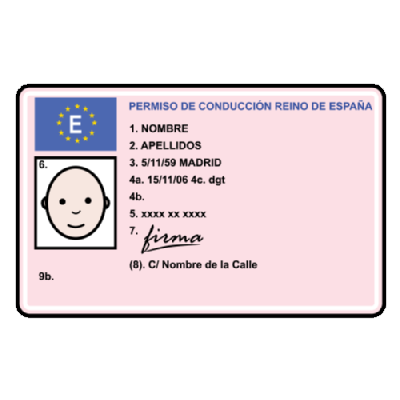 PERMISO DE CONDUCCIÓN REINO DE ESPAÑA
E
1. NOMBRE
2. APELLIDOS
3. 5/11/59 MADRID
6.
4a. 15/11/06 4c. dgt
4b.
5. xxxx xx xxxx
7. firma
(8). C/ Nombre de la Calle
9b.